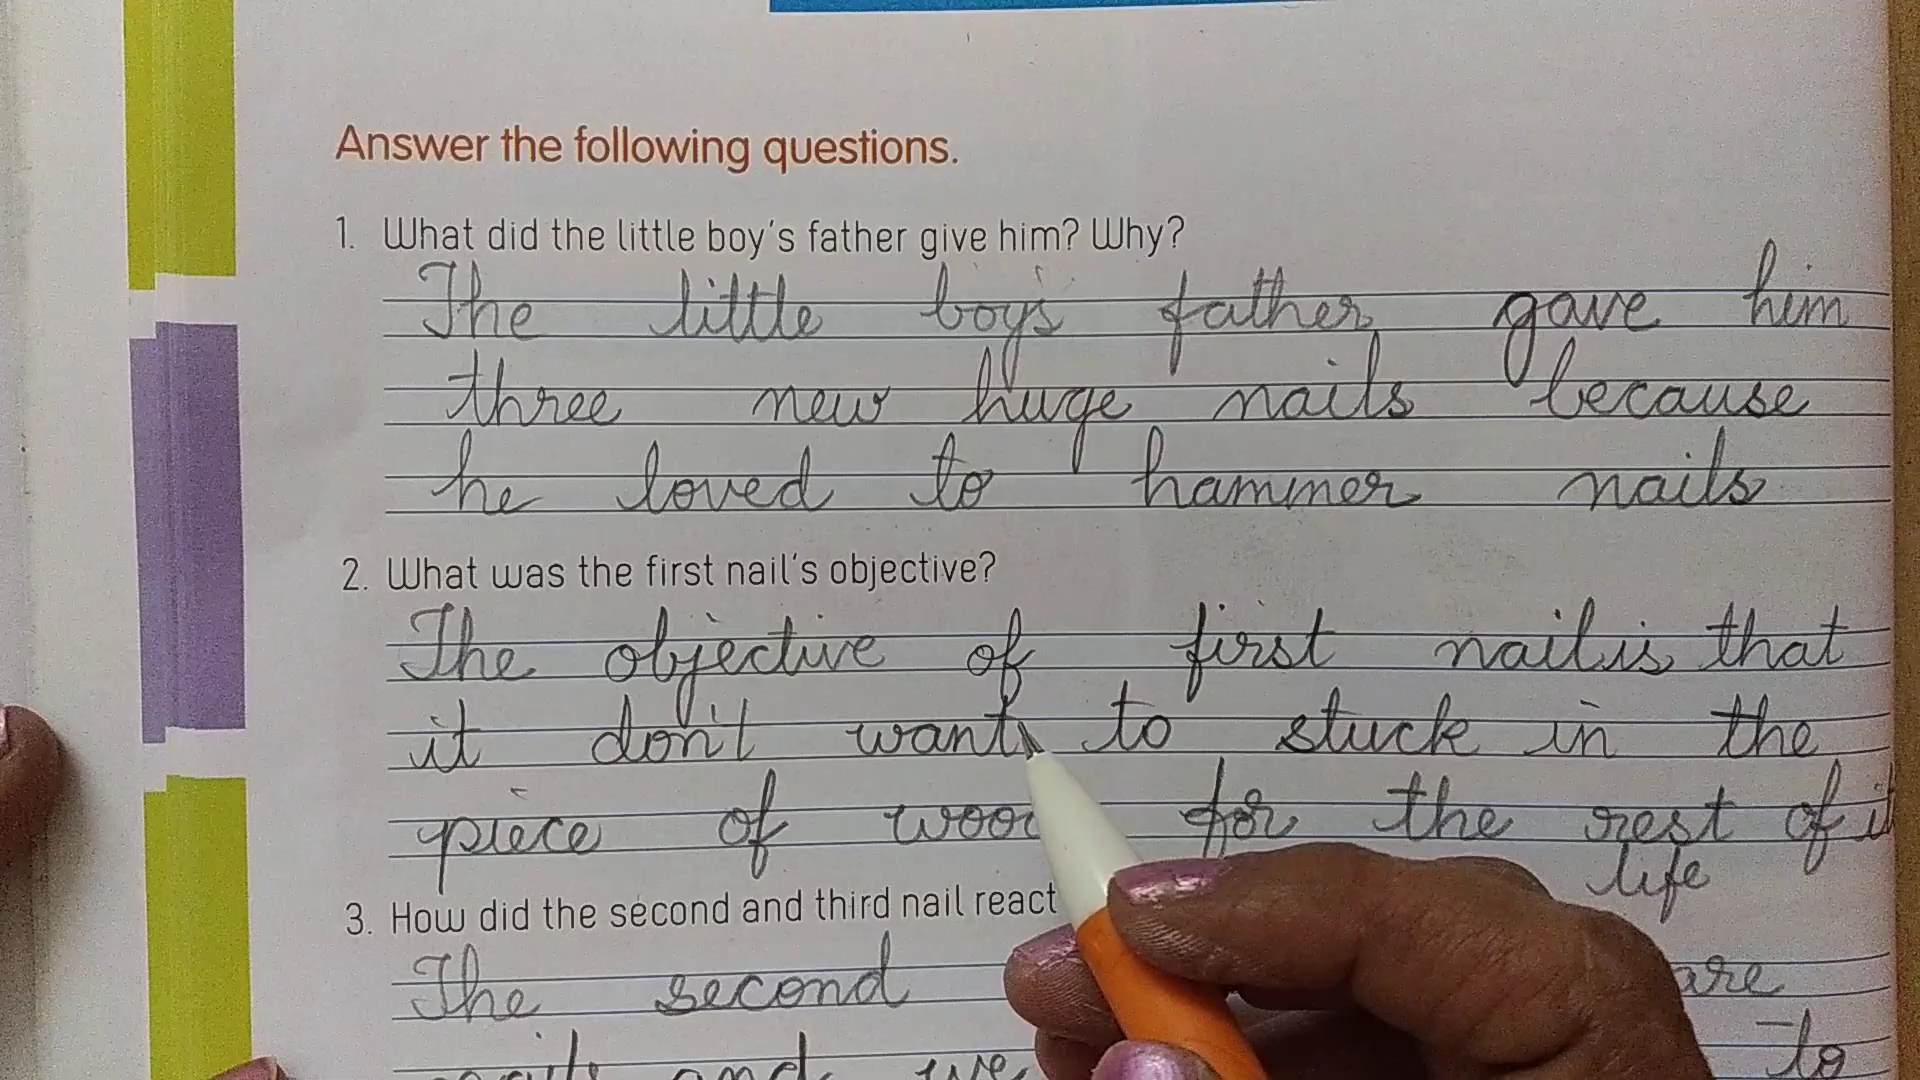 Answer the following questions.
1. What did the little boy's father give him? Why?
The little boy's father gave him
three new huge nails because
he loved to hammer nails
2. What was the first nail's objective?
The objective of first nail is that
it don't want to stuck in the
piece of for the rest of it
life
3. How did the second and third nail react
The second are
and to